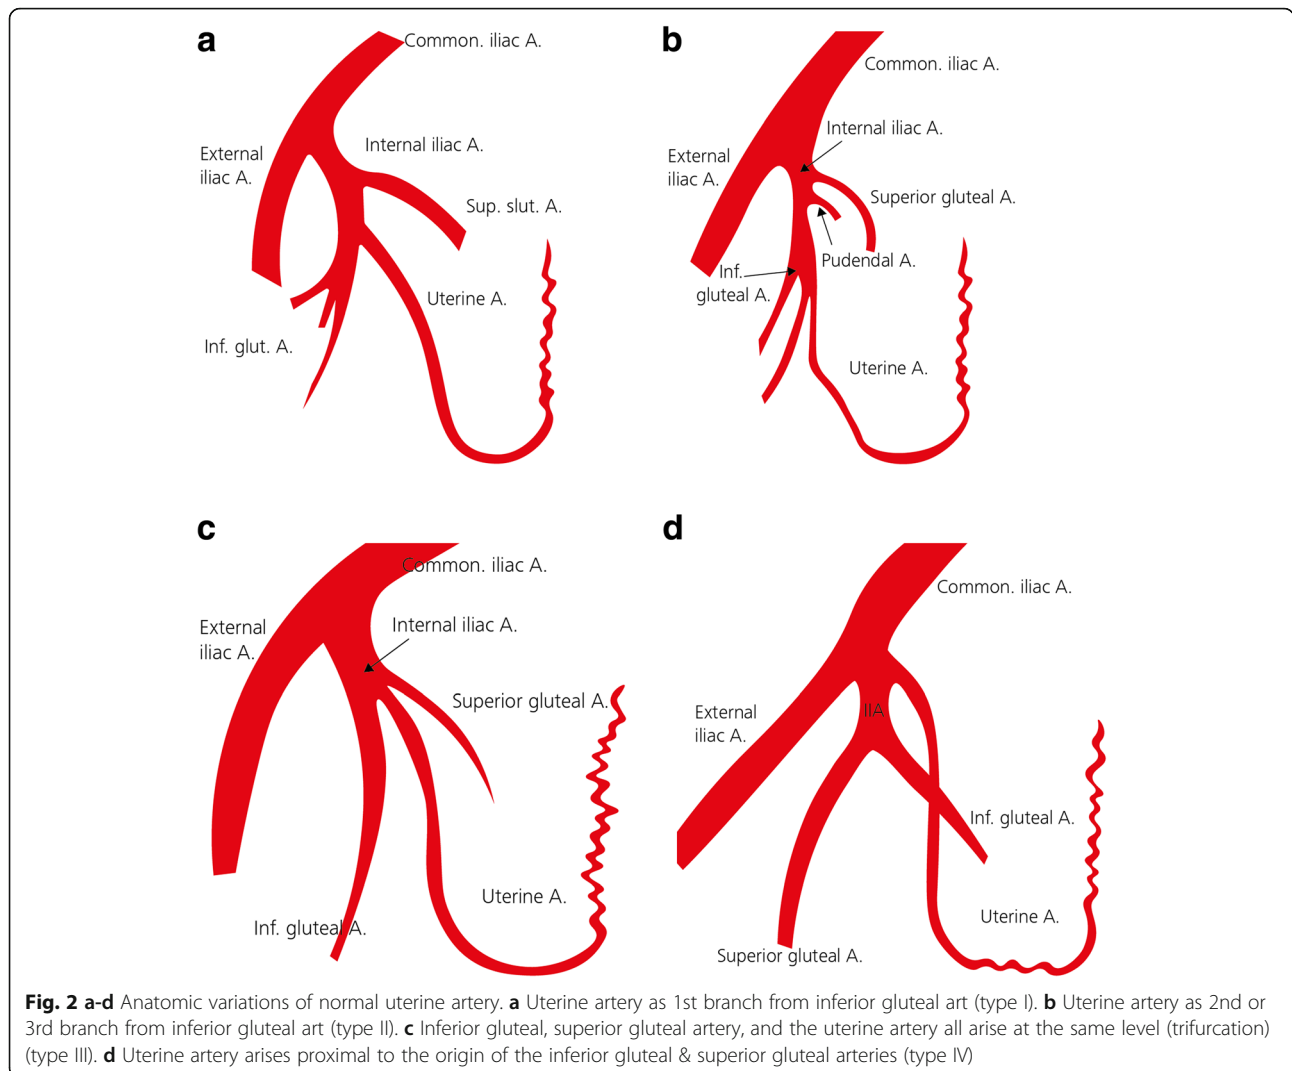 a
Common. iliac A.
Internal iliac A.
External
iliac A.
Sup. slut. A.
Uterine A.
Inf. glut. A.
b
Common. iliac A.
Internal iliac A.
External
iliac A.
Superior gluteal A.
Pudendal A.
Inf.
gluteal A.
Uterine A.
c
Common. iliac A.
Internal iliac A.
External
iliac A.
Superior gluteal A.
Uterine A.
Inf. gluteal A.
d
Common. iliac A.
IIA
External
iliac A.
Inf. gluteal A.
Uterine A.
Superior gluteal A.
Fig. 2 a-d Anatomic variations of normal uterine artery. a Uterine artery as 1st branch from inferior gluteal art (type I). b Uterine artery as 2nd or
3rd branch from inferior gluteal art (type II). c Inferior gluteal, superior gluteal artery, and the uterine artery all arise at the same level (trifurcation)
(type III). d Uterine artery arises proximal to the origin of the inferior gluteal & superior gluteal arteries (type IV)